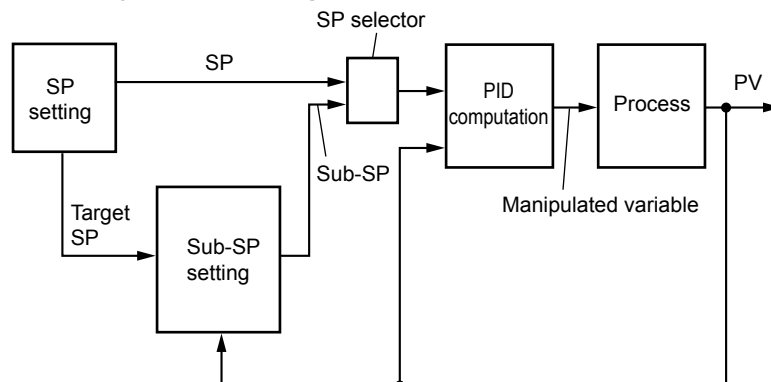 SP selector
SP
SP
setting
PID
computation
Process
PV
Sub-SP
Manipulated variable
Target
SP
Sub-SP
setting